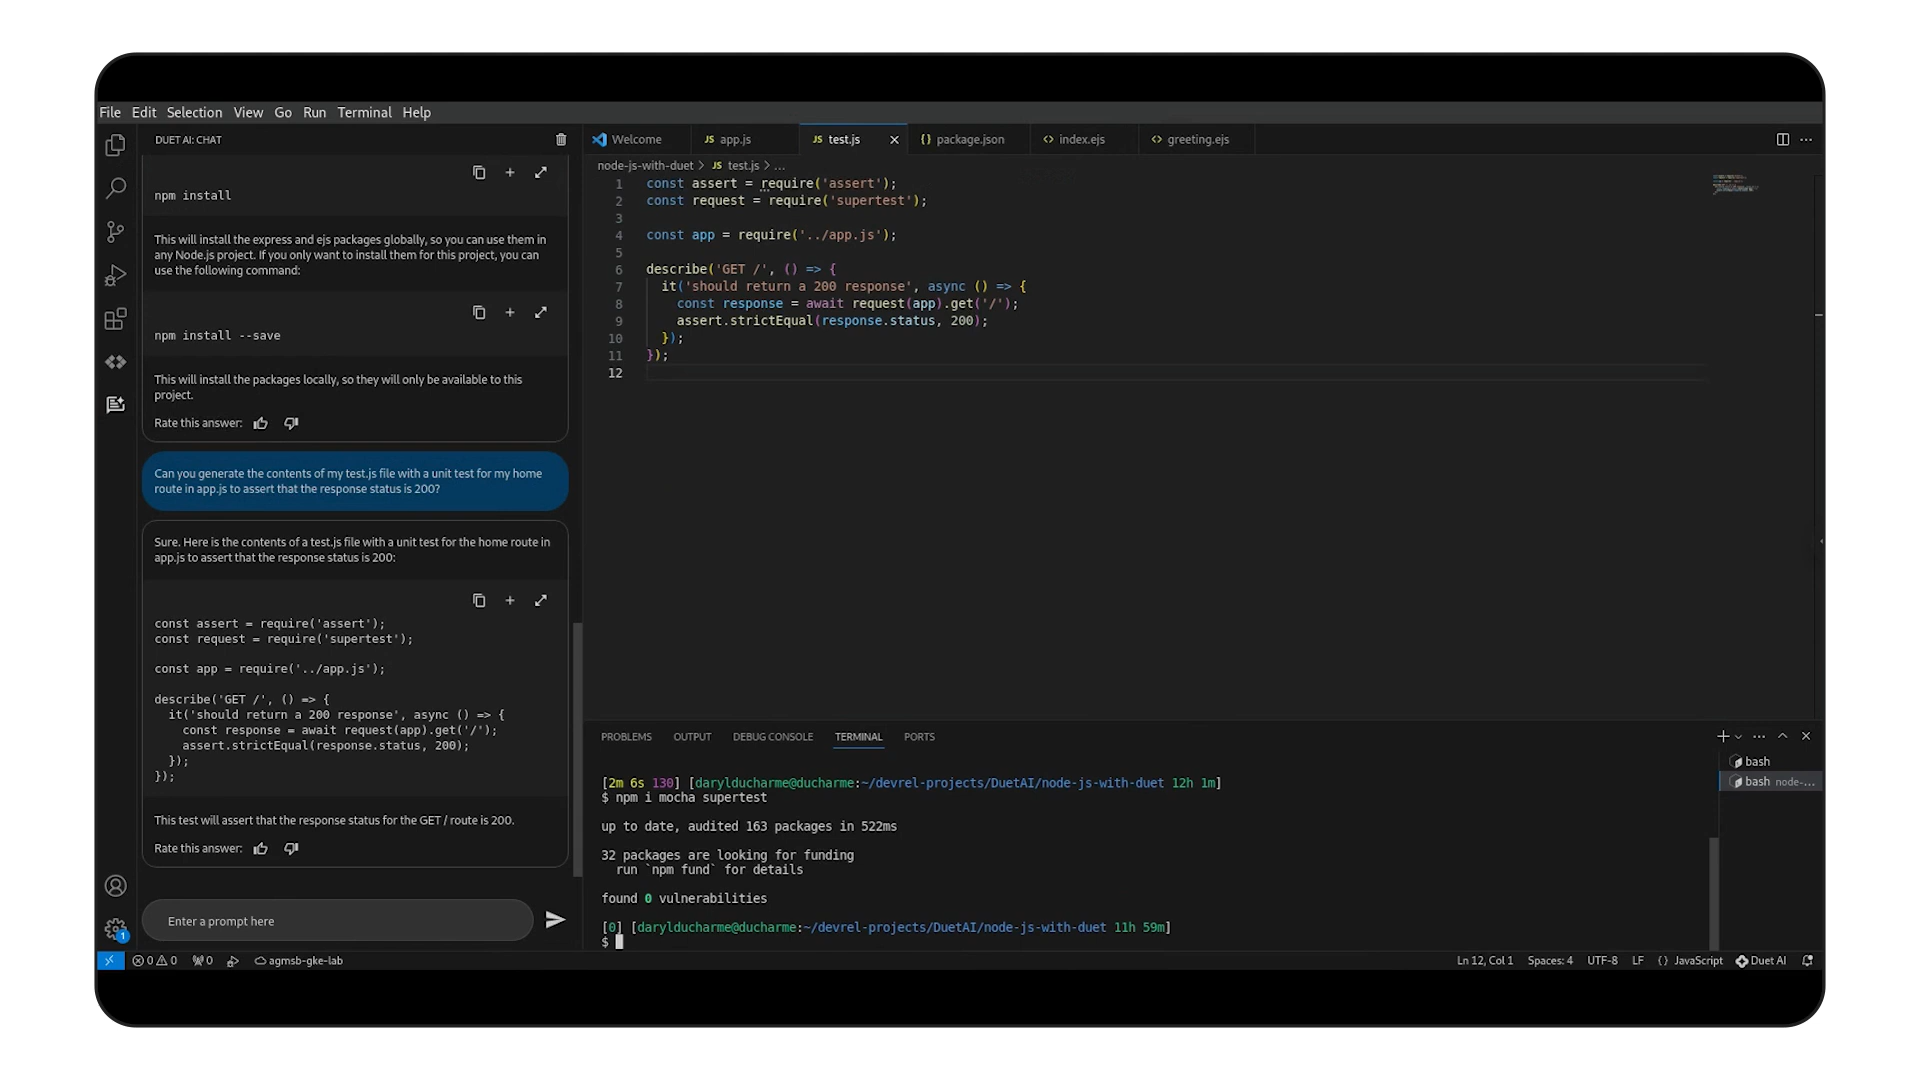 File Edit Selection View Go Run Terminal Help
DUET AI: CHAT
npm install
This will install the express and ejs packages globally, so you can use them in
any Node.js project. If you only want to install them for this project, you can
use the following command:
npm install --save
This will install the packages locally, so they will only be available to this
project.
Rate this answer:
Can you generate the contents of my test.js file with a unit test for my home
route in app.js to assert that the response status is 200?
Sure. Here is the contents of a test.js file with a unit test for the home route in
app.js to assert that the response status is 200:
const assert = require('assert');
const request = require('supertest');
const app = require('../app.js');
describe('GET /', () => {
it('should return a 200 response', async () => {
const response = await request(app).get('/');
assert.strictEqual(response.status, 200);
});
});
This test will assert that the response status for the GET / route is 200.
Rate this answer:
Enter a prompt here
Welcome JS app.js JS test.js {} package.json <> index.ejs <> greeting.ejs
node-js-with-duet > JS test.js > ...
1 const assert = require('assert');
2 const request = require('supertest');
3
4 const app = require('../app.js');
5
6 describe('GET /', () => {
7 it('should return a 200 response', async () => {
8 const response = await request(app).get('/');
9 assert.strictEqual(response.status, 200);
10 });
11 });
12
PROBLEMS OUTPUT DEBUG CONSOLE TERMINAL PORTS
[2m 6s 130] [darylducharme@ducharme:~/devrel-projects/DuetAI/node-js-with-duet 12h 1m]
$ npm i mocha supertest
up to date, audited 163 packages in 522ms
32 packages are looking for funding
run `npm fund` for details
found 0 vulnerabilities
[0] [darylducharme@ducharme:~/devrel-projects/DuetAI/node-js-with-duet 11h 59m]
$
bash
bash node-...
1
0 0 0 agmsb-gke-lab
Ln 12, Col 1 Spaces: 4 UTF-8 LF {} JavaScript Duet AI